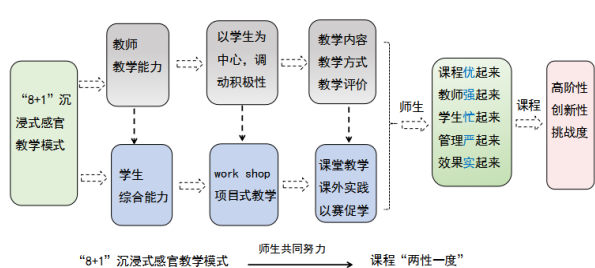 “8+1”沉
浸式感官
教学模式
教师
教学能力
以学生为
中心，调
动积极性
教学内容
教学方式
教学评价
学生
综合能力
work shop
项目式教学
课堂教学
课外实践
以赛促学
师生
课程优起来
教师强起来
学生忙起来
管理严起来
效果实起来
课程
高阶性
创新性
挑战度
“8+1”沉浸式感官教学模式
师生共同努力
课程“两性一度”